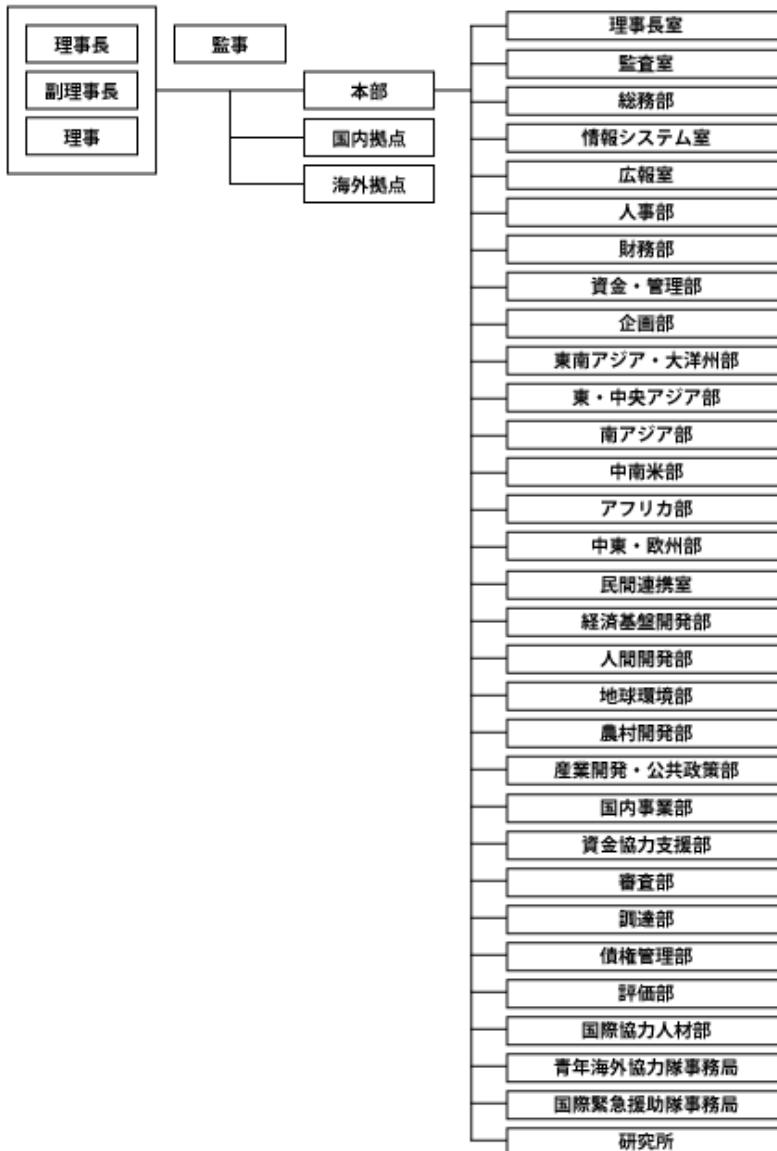 理事長
副理事長
理事
監事
本部
国内拠点
海外拠点
理事長室
監査室
総務部
情報システム室
広報室
人事部
財務部
資金・管理部
企画部
東南アジア・大洋州部
東・中央アジア部
南アジア部
中南米部
アフリカ部
中東・欧州部
民間連携室
経済基盤開発部
人間開発部
地球環境部
農村開発部
産業開発・公共政策部
国内事業部
資金協力支援部
審査部
調達部
債権管理部
評価部
国際協力人材部
青年海外協力隊事務局
国際緊急援助隊事務局
研究所